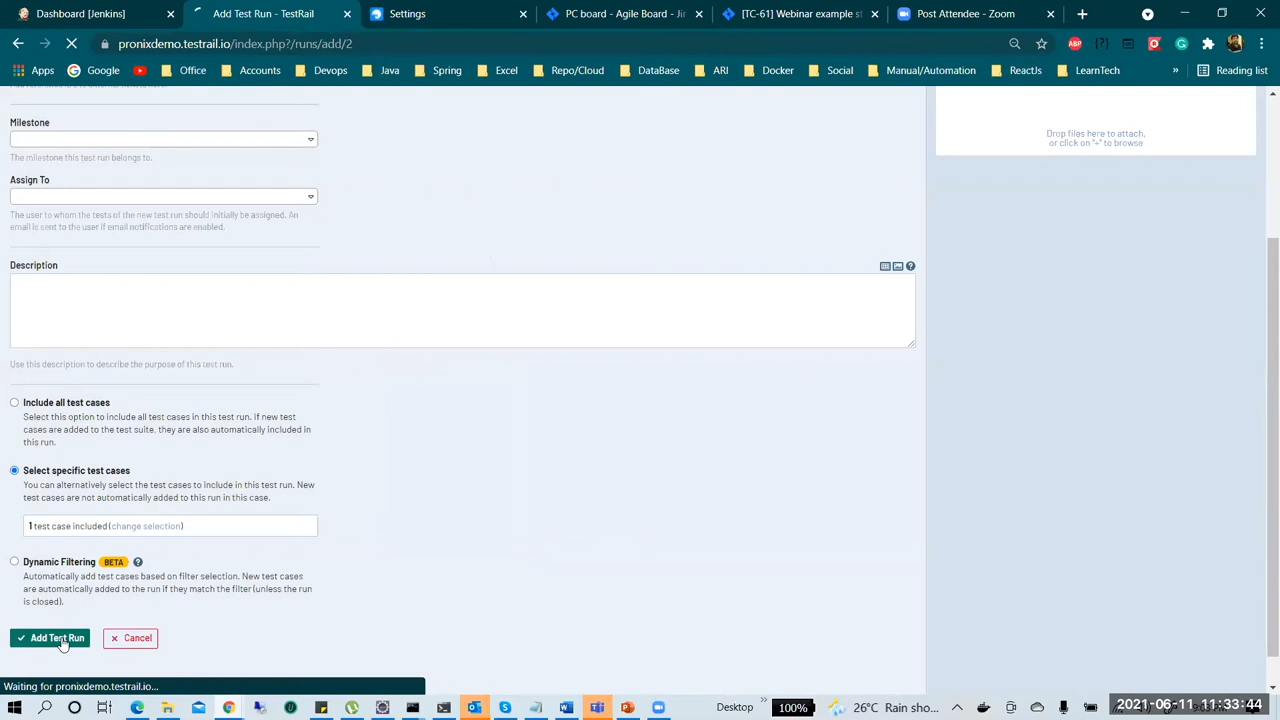 Dashboard [Jenkins]
Add Test Run - TestRail
Settings
PC board - Agile Board - Jir
[TC-61] Webinar example st
Post Attendee - Zoom
pronixdemo.testrail.io/index.php?/runs/add/2
ABP
Apps
Google
Office
Accounts
Devops
Java
Spring
Excel
Repo/Cloud
DataBase
ARI
Docker
Social
Manual/Automation
ReactJs
LearnTech
»
Reading list
Milestone
The milestone this test run belongs to.
Drop files here to attach,
or click on "+" to browse
Assign To
The user to whom the tests of the new test run should initially be assigned. An
email is sent to the user if email notifications are enabled.
Description
Use this description to describe the purpose of this test run.
Include all test cases
Select this option to include all test cases in this test run. If new test
cases are added to the test suite, they are also automatically included in
this run.
Select specific test cases
You can alternatively select the test cases to include in this test run. New
test cases are not automatically added to this run in this case.
1 test case included (change selection)
Dynamic Filtering BETA
Automatically add test cases based on filter selection. New test cases
are automatically added to the run if they match the filter (unless the run
is closed).
Add Test Run
Cancel
Waiting for pronixdemo.testrail.io...
Desktop
»
100%
26°C Rain sho...
2021-06-11 11:33:44